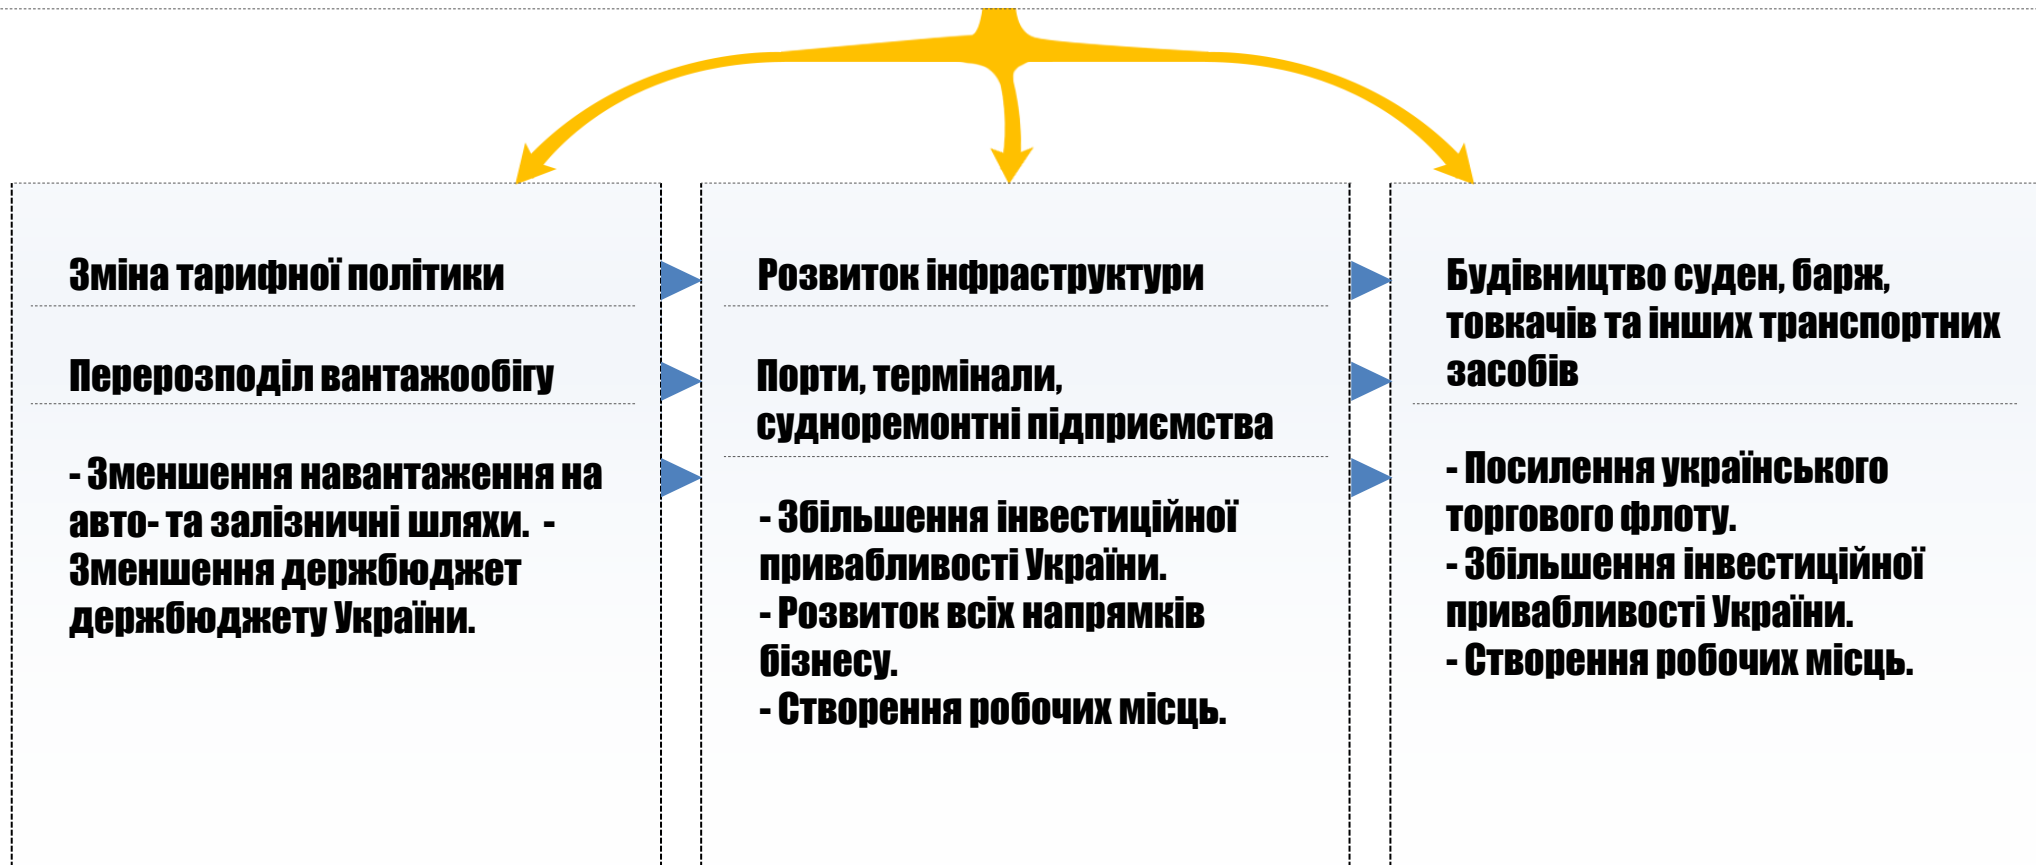 Зміна тарифної політики
Перерозподіл вантажообігу
- Зменшення навантаження на
авто- та залізничні шляхи. -
Зменшення держбюджет
держбюджету України.
Розвиток інфраструктури
Порти, термінали,
судноремонтні підприємства
- Збільшення інвестиційної
привабливості України.
- Розвиток всіх напрямків
бізнесу.
- Створення робочих місць.
Будівництво суден, барж,
товкачів та інших транспортних
засобів
- Посилення українського
торгового флоту.
- Збільшення інвестиційної
привабливості України.
- Створення робочих місць.